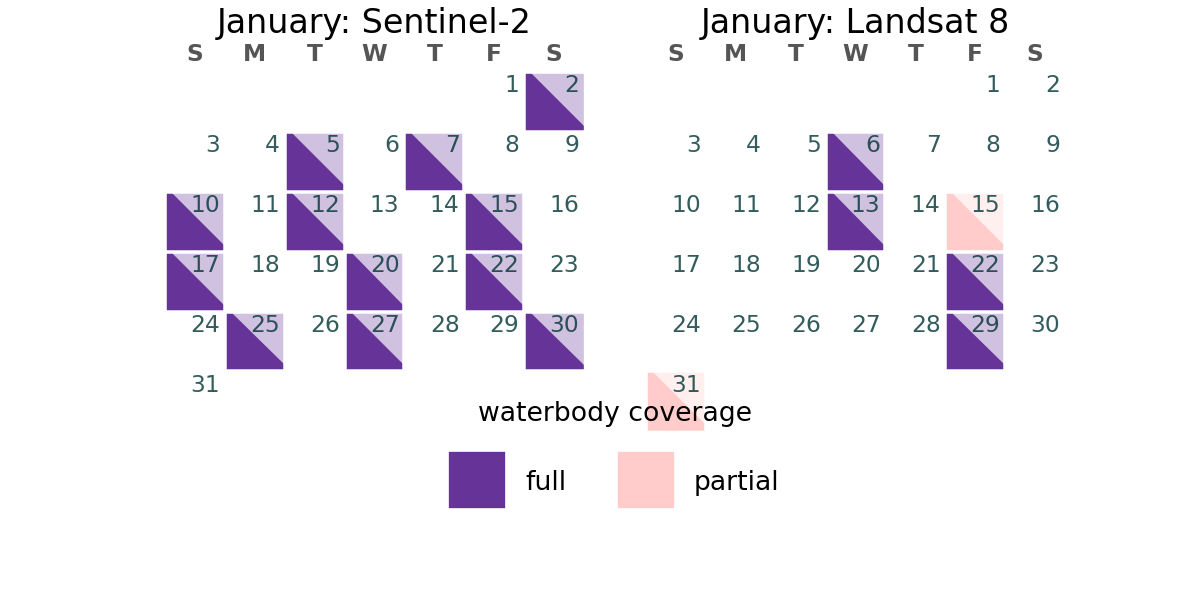 January: Sentinel-2
S M T W T F S
1 2
3 4 5 6 7 8 9
10 11 12 13 14 15 16
17 18 19 20 21 22 23
24 25 26 27 28 29 30
31
January: Landsat 8
S M T W T F S
1 2
3 4 5 6 7 8 9
10 11 12 13 14 15 16
17 18 19 20 21 22 23
24 25 26 27 28 29 30
31
waterbody coverage
full partial